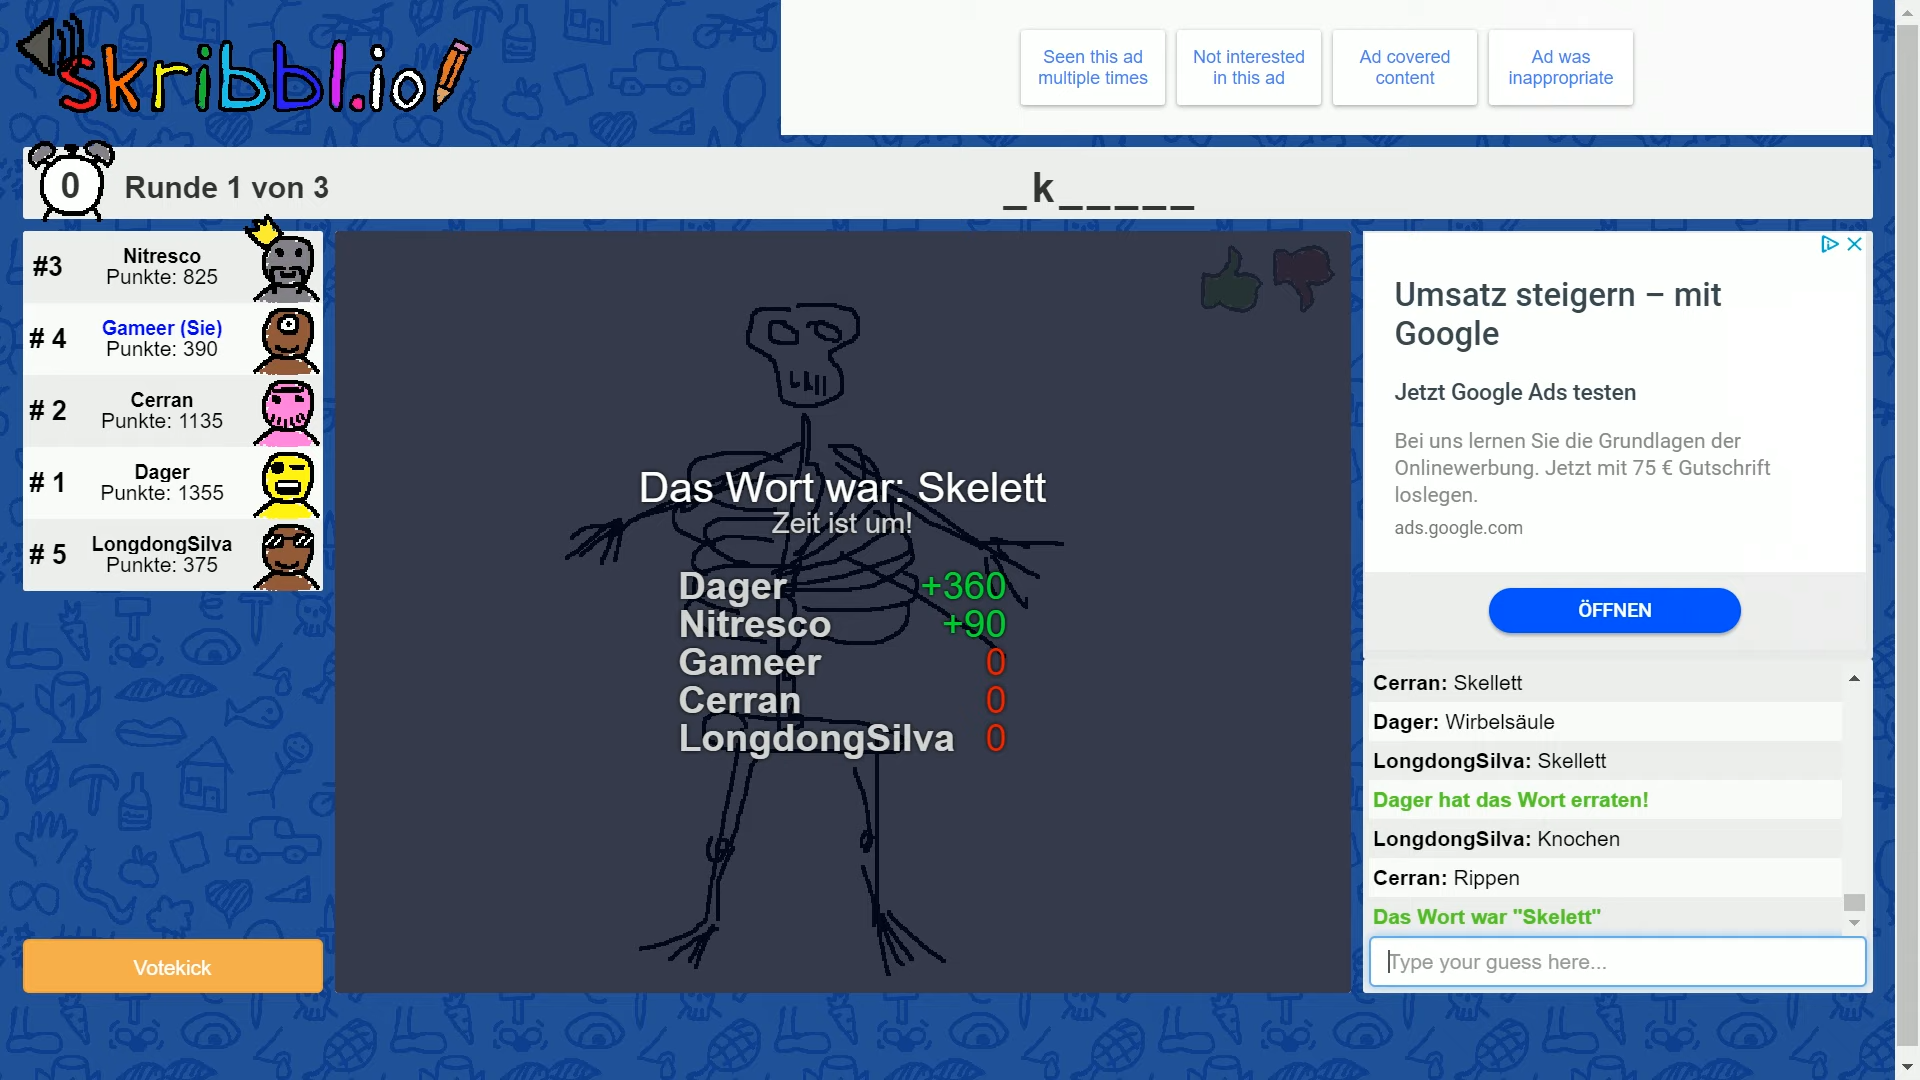 skribbl.io
Seen this ad
multiple times
Not interested
in this ad
Ad covered
content
Ad was
inappropriate
0
Runde 1 von 3
_k_____
#3
Nitresco
Punkte: 825
# 4
Gameer (Sie)
Punkte: 390
# 2
Cerran
Punkte: 1135
# 1
Dager
Punkte: 1355
# 5
LongdongSilva
Punkte: 375
Votekick
Das Wort war: Skelett
Zeit ist um!
Dager +360
Nitresco +90
Gameer 0
Cerran 0
LongdongSilva 0
Umsatz steigern – mit
Google
Jetzt Google Ads testen
Bei uns lernen Sie die Grundlagen der
Onlinewerbung. Jetzt mit 75 € Gutschrift
loslegen.
ads.google.com
ÖFFNEN
Cerran: Skellett
Dager: Wirbelsäule
LongdongSilva: Skellett
Dager hat das Wort erraten!
LongdongSilva: Knochen
Cerran: Rippen
Das Wort war "Skelett"
Type your guess here...